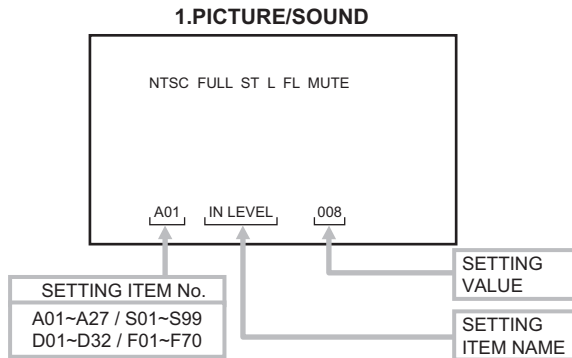 1.PICTURE/SOUND
NTSC FULL ST L FL MUTE
A01 IN LEVEL 008
SETTING ITEM No.
A01~A27 / S01~S99
D01~D32 / F01~F70
SETTING
VALUE
SETTING
ITEM NAME